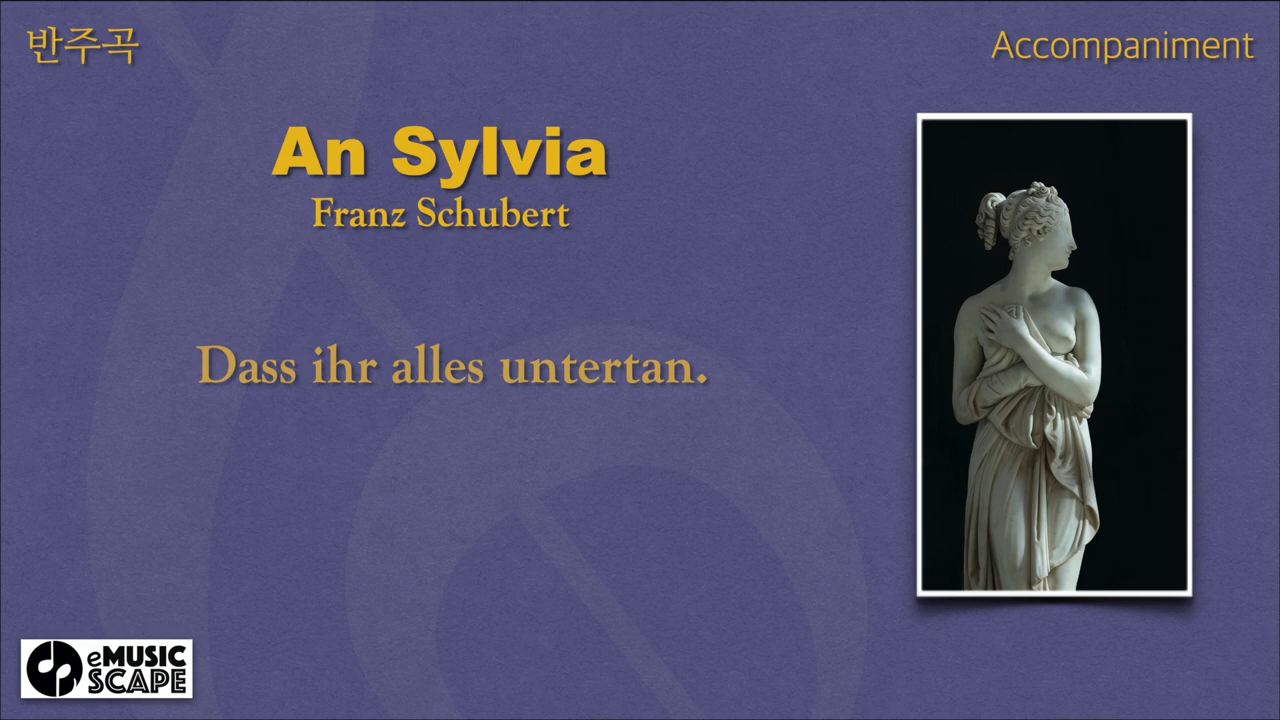 반주곡
Accompaniment
An Sylvia
Franz Schubert
Dass ihr alles untertan.
eMUSIC
SCAPE